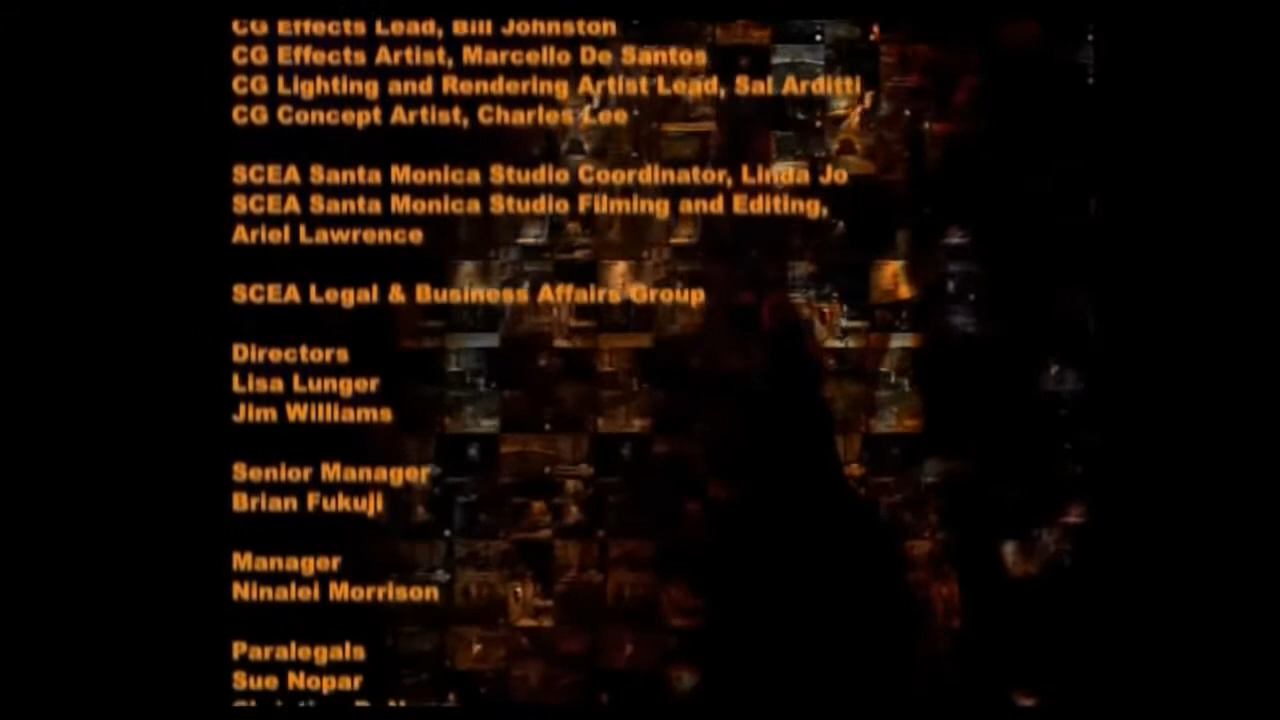 CG Effects Lead, Bill Johnston
CG Effects Artist, Marcello De Santos
CG Lighting and Rendering Artist Lead, Sal Arditti
CG Concept Artist, Charles Lee
SCEA Santa Monica Studio Coordinator, Linda Jo
SCEA Santa Monica Studio Filming and Editing,
Ariel Lawrence
SCEA Legal & Business Affairs Group
Directors
Lisa Lunger
Jim Williams
Senior Manager
Brian Fukuji
Manager
Ninalei Morrison
Paralegals
Sue Nopar